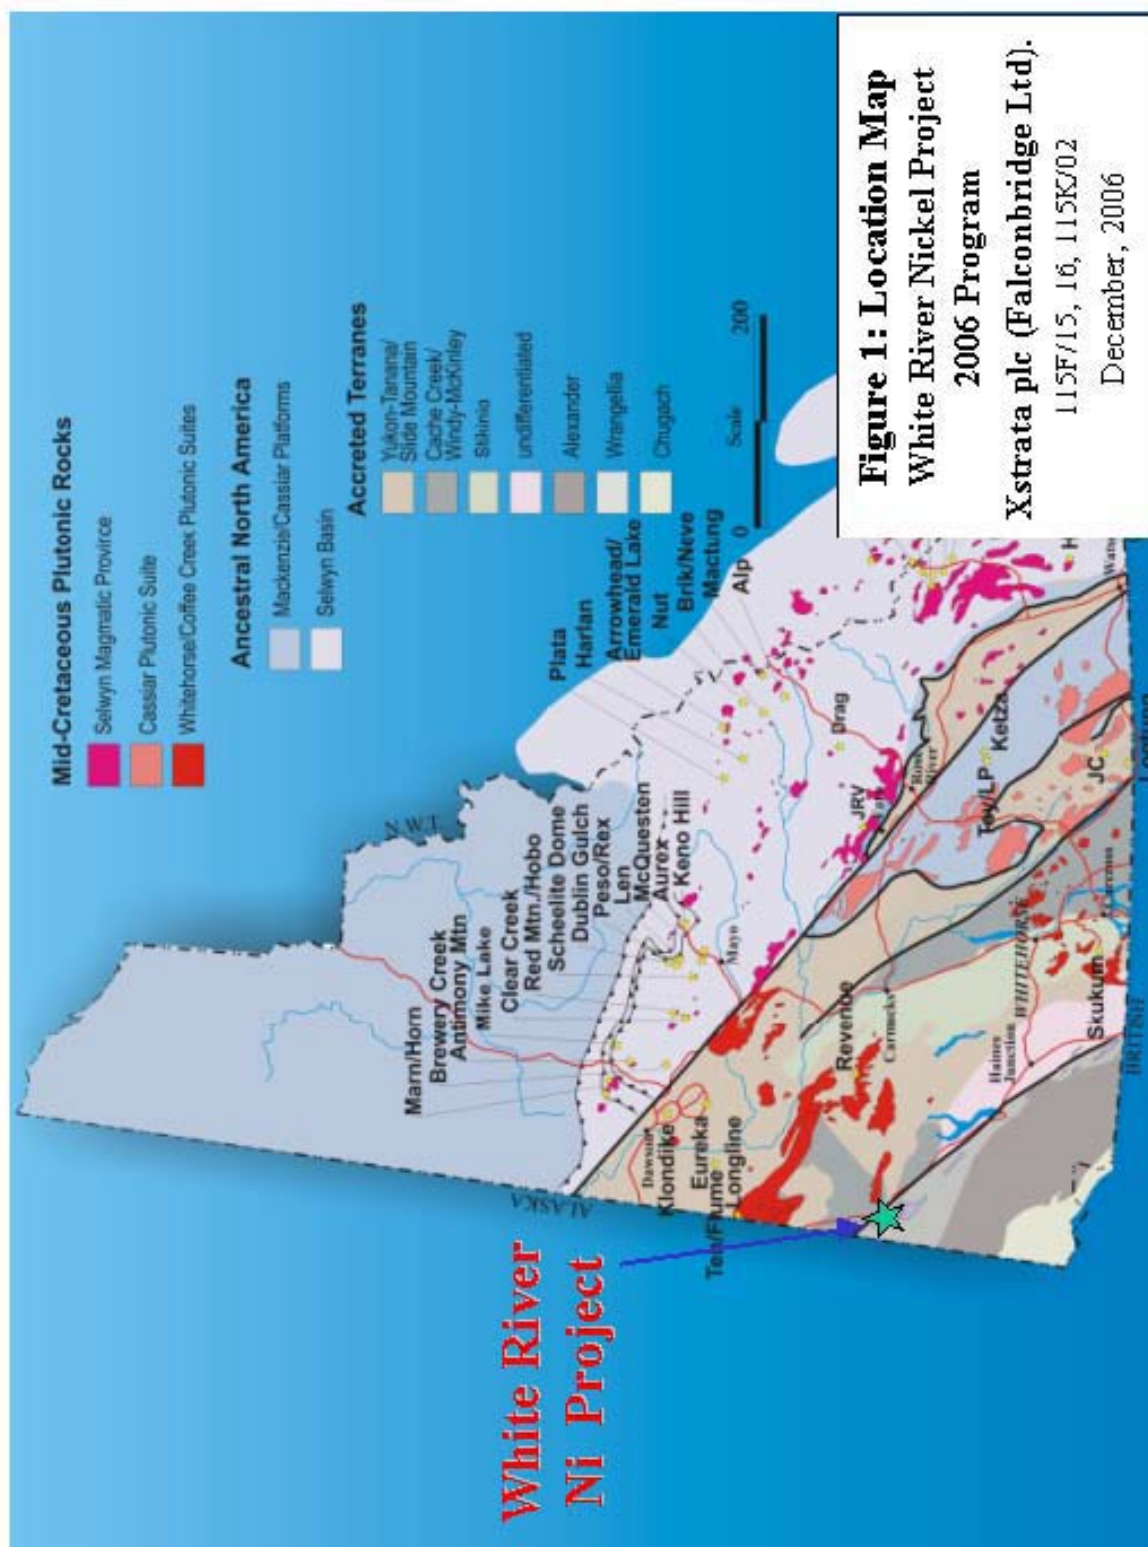 Mid-Cretaceous Plutonic Rocks
Selwyn Magmatic Province
Cassiar Plutonic Suite
Whitehorse/Coffee Creek Plutonic Suites
Ancestral North America
Mackenzie/Cassiar Platforms
Selwyn Basin
Accreted Terranes
Yukon-Tanana/
Slide Mountain
Cache Creek/
Windy-McKinley
Stikinia
undifferentiated
Alexander
Wrangellia
Chugach
Scale
0 200
N.W.T.
ALASKA
Marn/Horn
Brewery Creek
Antimony Mtn
Mike Lake
Clear Creek
Red Mtn./Hobo
Scheelite Dome
Dublin Gulch
Peso/Rex
Len
McQuesten
Aurex
Keno Hill
Plata
Harlan
Arrowhead/
Emerald Lake
Nut
Brik/Neve
Mactung
Alp
Dawson
Klondike
Eureka
Ten/Flume
Longline
Mayo
Drag
JRV
Ross
River
Revenue
Carmacks
Tay/LP
Ketza
JC
WHITEHORSE
Haines
Junction
Skukum
White River
Ni Project
Figure 1: Location Map
White River Nickel Project
2006 Program
Xstrata plc (Falconbridge Ltd).
115F/15, 16, 115K/02
December, 2006